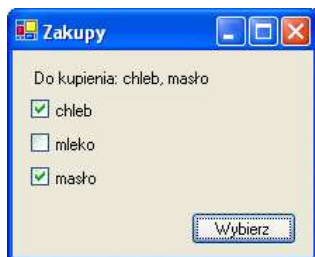 Zakupy
Do kupienia: chleb, masło
chleb
mleko
masło
Wybierz